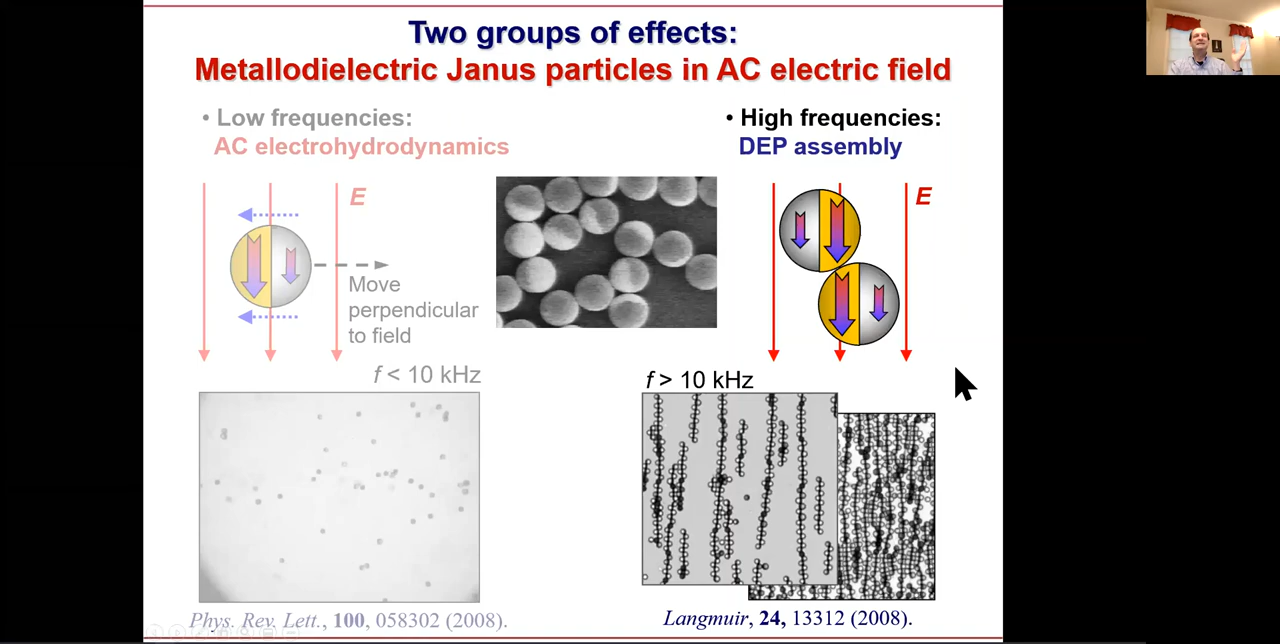 Two groups of effects:
Metallodielectric Janus particles in AC electric field
• Low frequencies:
AC electrohydrodynamics
E
Move
perpendicular
to field
f < 10 kHz
Phys. Rev. Lett., 100, 058302 (2008).
• High frequencies:
DEP assembly
E
f > 10 kHz
Langmuir, 24, 13312 (2008).